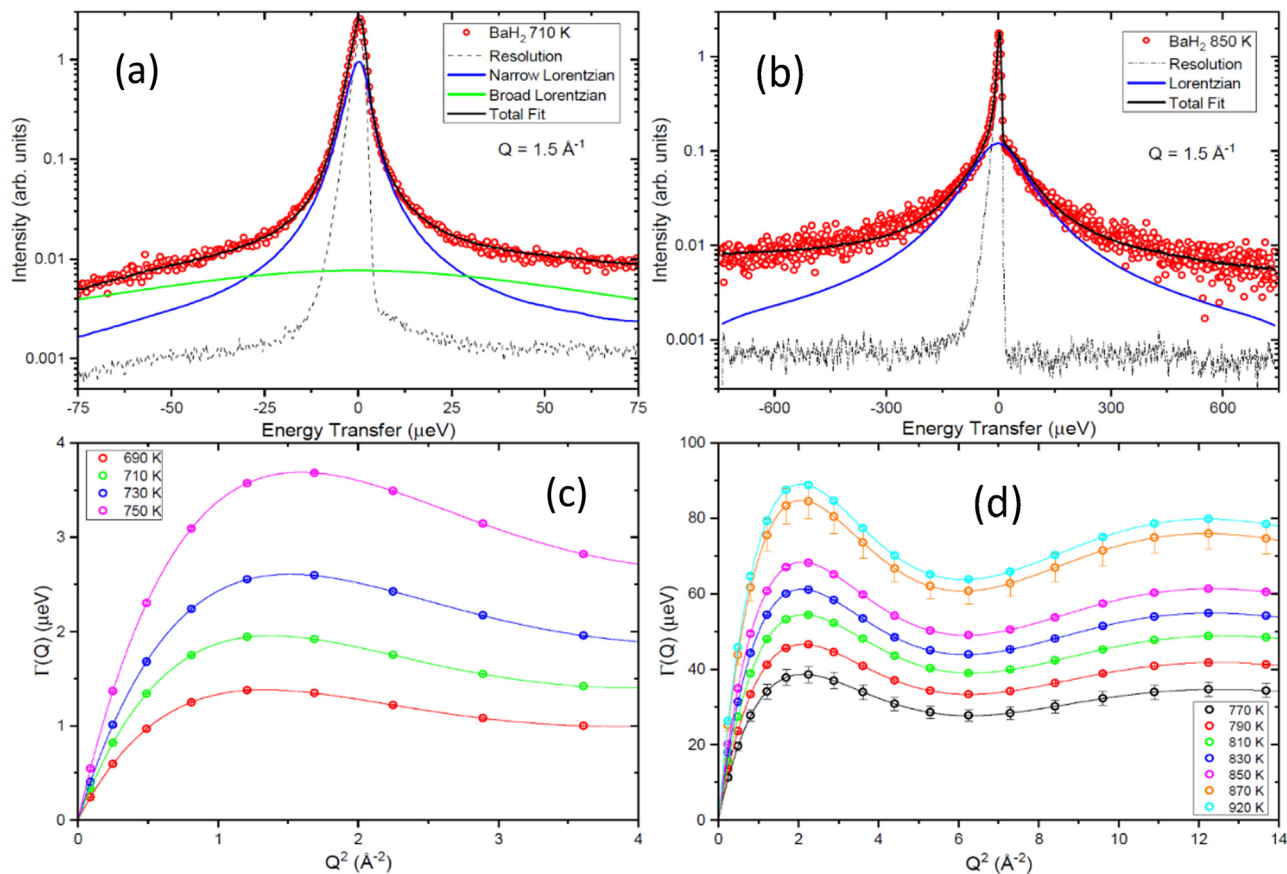 (a)
BaH2 710 K
Resolution
Narrow Lorentzian
Broad Lorentzian
Total Fit
Q = 1.5 Å-1
Intensity (arb. units)
1
0.1
0.01
0.001
-75 -50 -25 0 25 50 75
Energy Transfer (μeV)
(b)
BaH2 850 K
Resolution
Lorentzian
Total Fit
Q = 1.5 Å-1
Intensity (arb. units)
1
0.1
0.01
0.001
-600 -300 0 300 600
Energy Transfer (μeV)
(c)
690 K
710 K
730 K
750 K
Γ(Q) (μeV)
4
3
2
1
0
0 1 2 3 4
Q2 (Å-2)
(d)
Γ(Q) (μeV)
100
80
60
40
20
0
770 K
790 K
810 K
830 K
850 K
870 K
920 K
0 2 4 6 8 10 12 14
Q2 (Å-2)